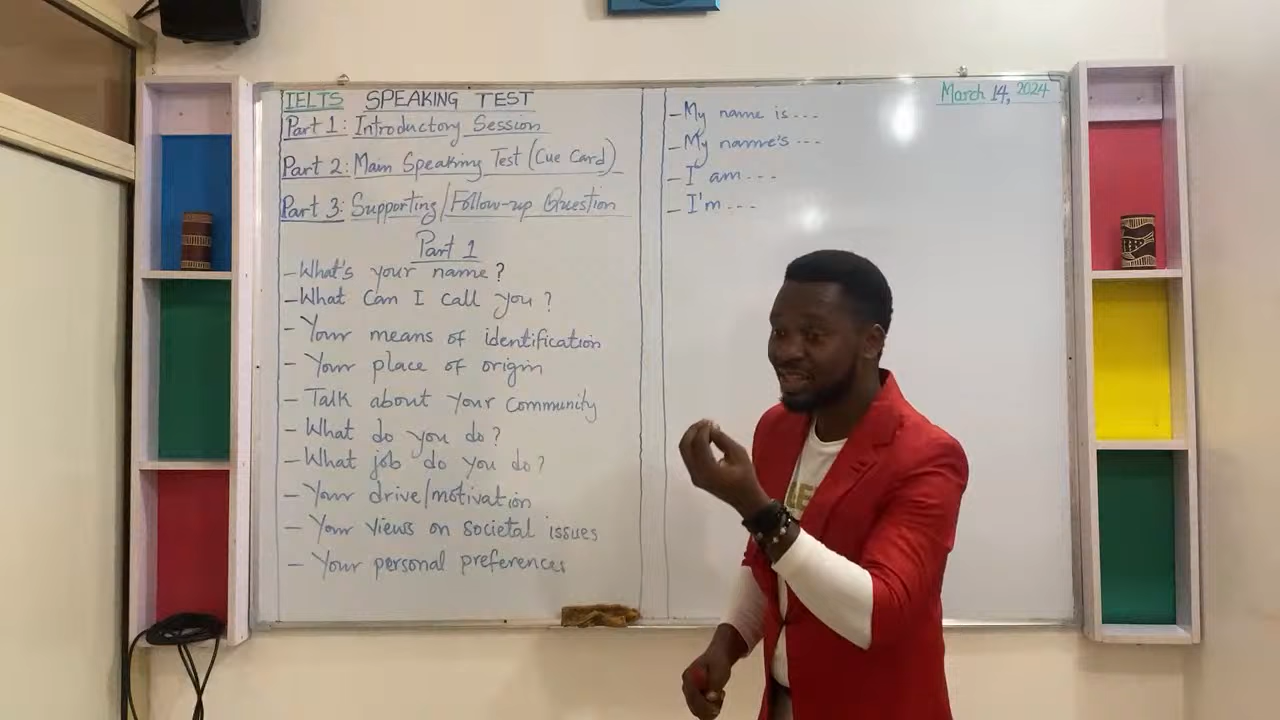 IELTS SPEAKING TEST
Part 1: Introductory Session
Part 2: Main Speaking Test (Cue Card)
Part 3: Supporting/Follow-up Question
Part 1
- What's your name?
- What Can I call you?
- Your means of identification
- Your place of origin
- Talk about your community
- What do you do?
- What job do you do?
- Your drive/motivation
- Your views on societal issues
- Your personal preferences
- My name is ---
- My name's ---
- I am ---
- I'm ---
March 14, 2024